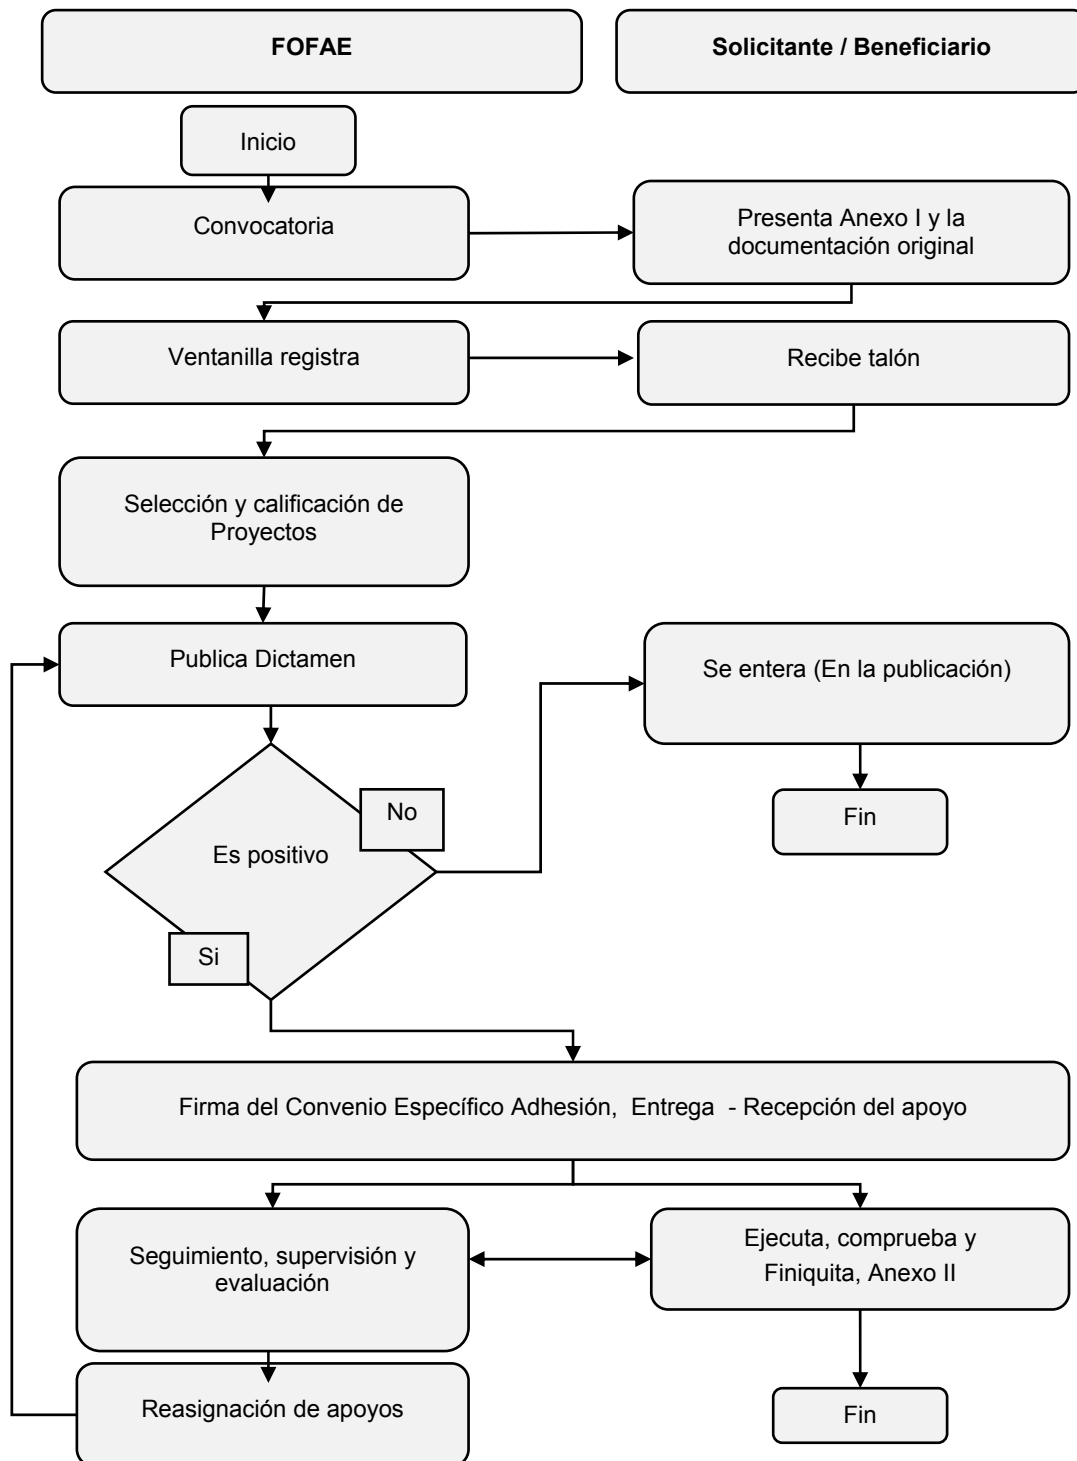 FOFAE
Solicitante / Beneficiario
Inicio
Convocatoria
Presenta Anexo I y la
documentación original
Ventanilla registra
Recibe talón
Selección y calificación de
Proyectos
Publica Dictamen
Se entera (En la publicación)
No
Fin
Es positivo
Si
Firma del Convenio Específico Adhesión,  Entrega  - Recepción del apoyo
Seguimiento, supervisión y
evaluación
Ejecuta, comprueba y
Finiquita, Anexo II
Reasignación de apoyos
Fin